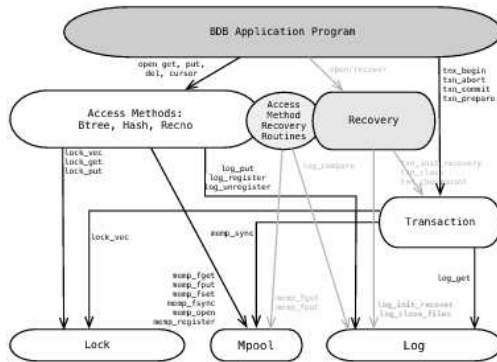 BDB Application Program
open get, put,
del, cursor
open/recover
tnx_begin
txn_abort
txn_commit
txn_prepare
Access Methods:
Btree, Hash, Recno
Access
Method
Recovery
Routines
Recovery
lock_vec
lock_get
lock_put
log_put
log_register
log_unregister
log_compare
txn_init_recovery
txn_close
txn_checkpoint
Transaction
lock_vec
memp_sync
log_get
memp_fget
memp_fput
memp_fset
memp_fsync
memp_open
memp_register
memp_fget
memp_fput
log_init_recover
log_close_files
Lock
Mpool
Log